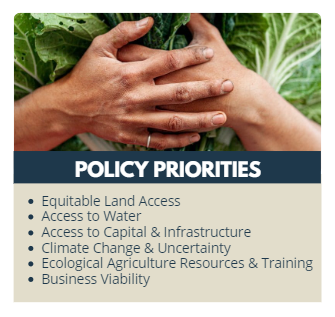 POLICY PRIORITIES
• Equitable Land Access
• Access to Water
• Access to Capital & Infrastructure
• Climate Change & Uncertainty
• Ecological Agriculture Resources & Training
• Business Viability